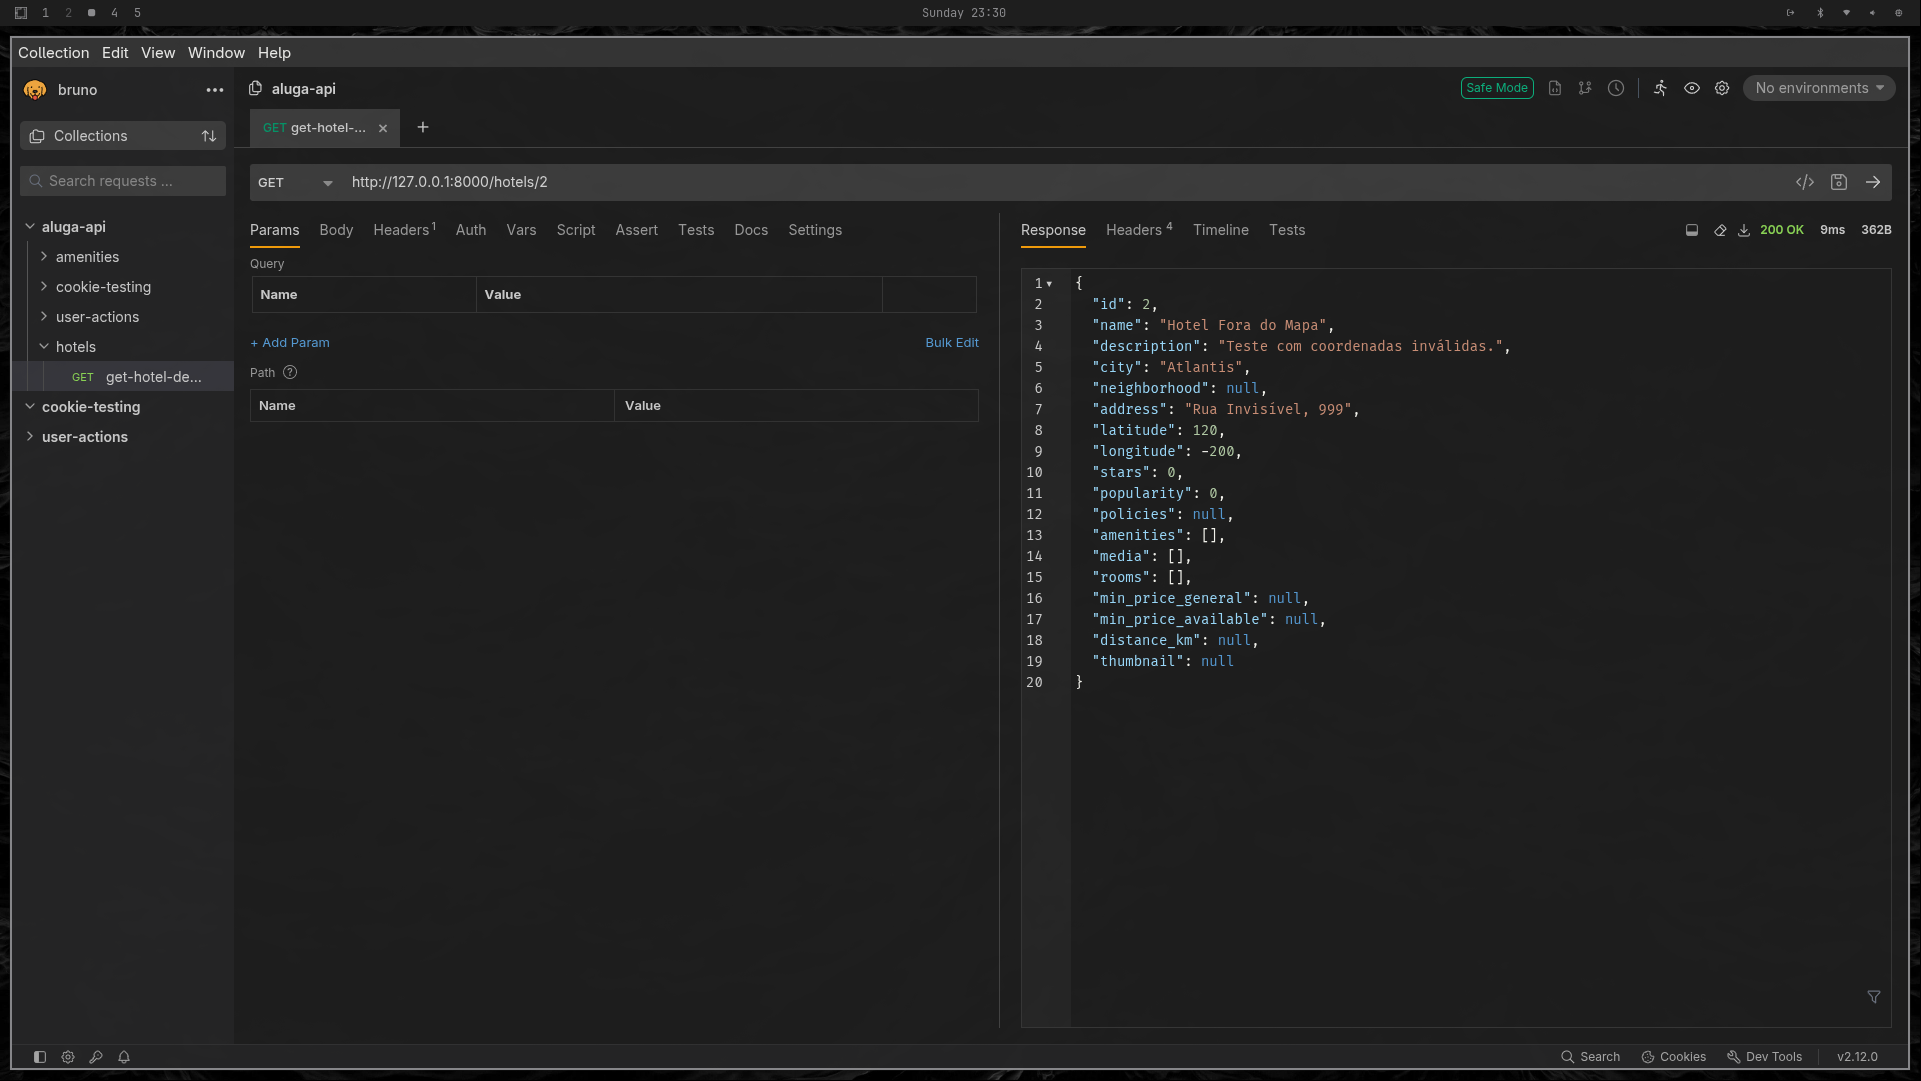 1 2 4 5
Sunday 23:30
Collection Edit View Window Help
bruno
aluga-api
Safe Mode
No environments
Collections
GET get-hotel-...
Search requests ...
GET
http://127.0.0.1:8000/hotels/2
aluga-api
amenities
cookie-testing
user-actions
hotels
GET get-hotel-de...
cookie-testing
user-actions
Params Body Headers 1 Auth Vars Script Assert Tests Docs Settings
Query
Name Value
+ Add Param
Bulk Edit
Path ?
Name Value
Response Headers 4 Timeline Tests
200 OK 9ms 362B
1 {
2 "id": 2,
3 "name": "Hotel Fora do Mapa",
4 "description": "Teste com coordenadas inválidas.",
5 "city": "Atlantis",
6 "neighborhood": null,
7 "address": "Rua Invisível, 999",
8 "latitude": 120,
9 "longitude": -200,
10 "stars": 0,
11 "popularity": 0,
12 "policies": null,
13 "amenities": [],
14 "media": [],
15 "rooms": [],
16 "min_price_general": null,
17 "min_price_available": null,
18 "distance_km": null,
19 "thumbnail": null
20 }
Search Cookies Dev Tools v2.12.0